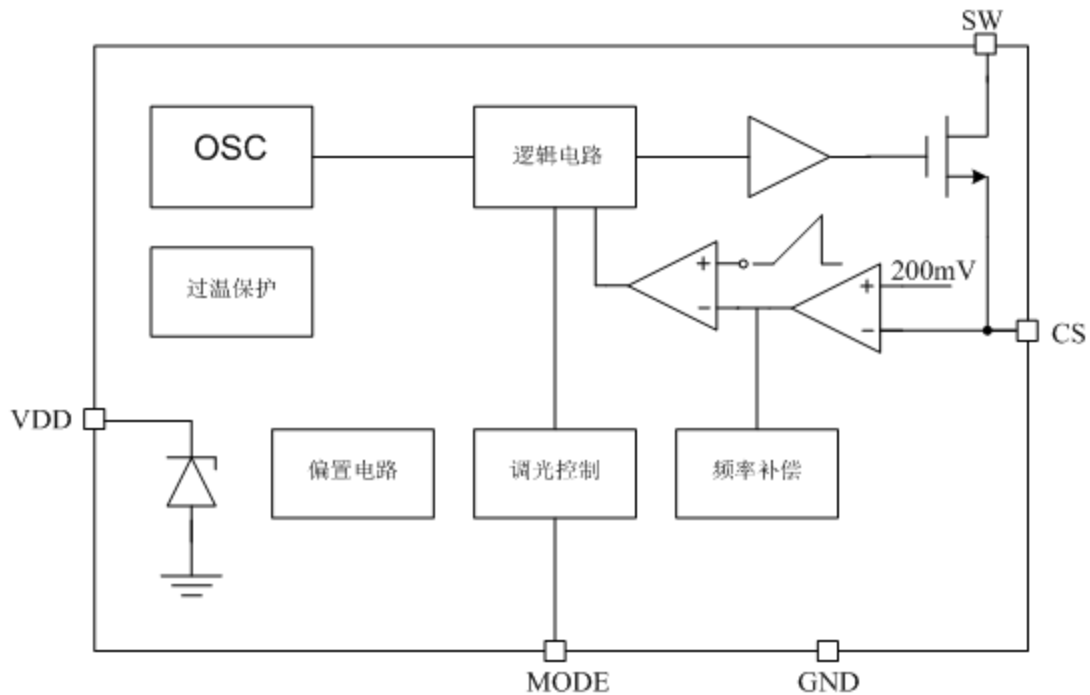 SW
OSC
逻辑电路
+
200mV
+
−
−
CS
过温保护
VDD
偏置电路
调光控制
频率补偿
MODE
GND